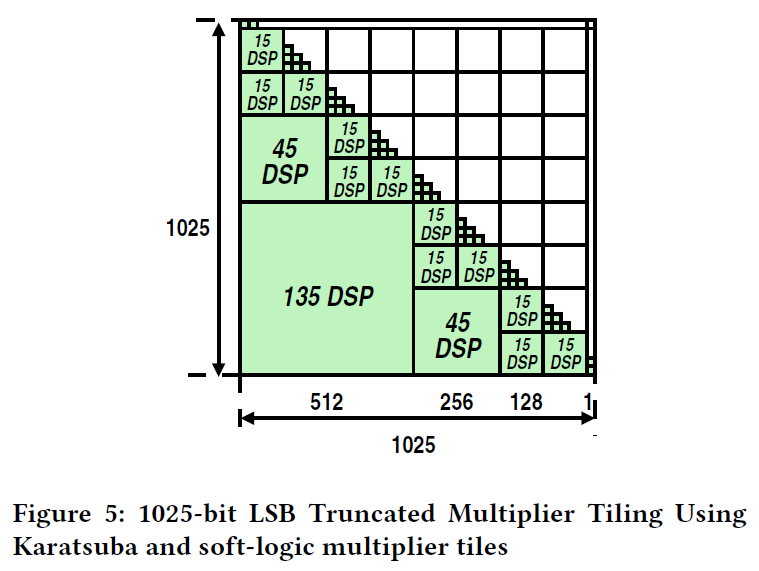 15
DSP
15 15
DSP DSP
45
DSP
15
DSP
15 15
DSP DSP
1025
135 DSP
15
DSP
15 15
DSP DSP
45
DSP
15
DSP
15 15
DSP DSP
512 256 128 1
1025
Figure 5: 1025-bit LSB Truncated Multiplier Tiling Using
Karatsuba and soft-logic multiplier tiles